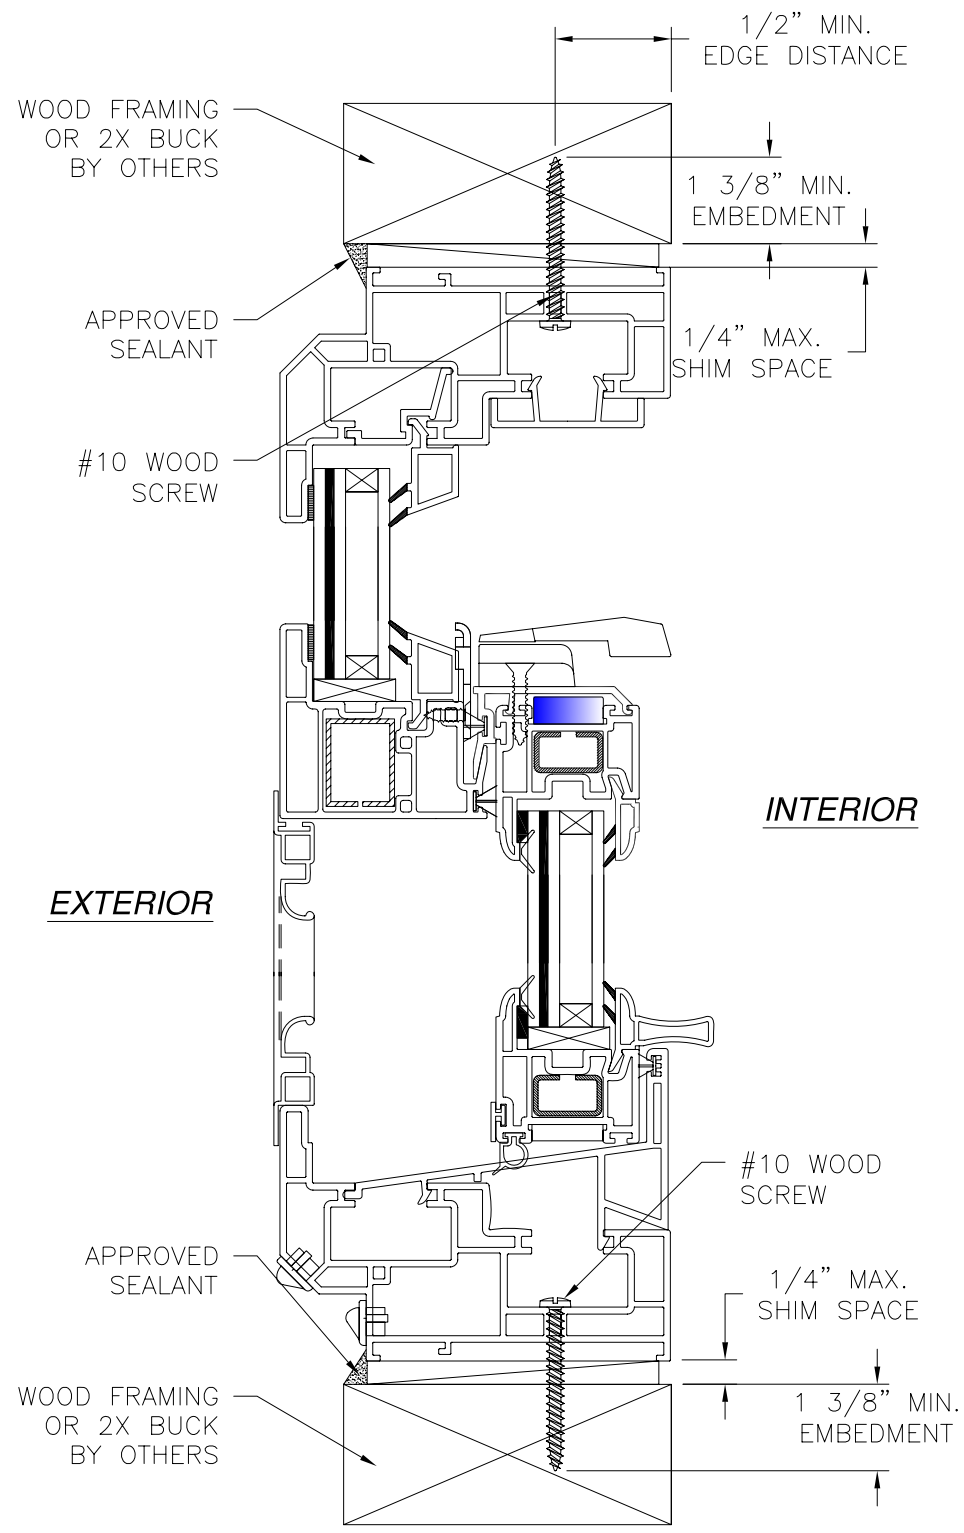 1/2” MIN.
EDGE DISTANCE
WOOD FRAMING
OR 2X BUCK
BY OTHERS
1 3/8” MIN.
EMBEDMENT
APPROVED
SEALANT
1/4” MAX.
SHIM SPACE
#10 WOOD
SCREW
INTERIOR
EXTERIOR
#10 WOOD
SCREW
APPROVED
SEALANT
1/4” MAX.
SHIM SPACE
WOOD FRAMING
OR 2X BUCK
BY OTHERS
1 3/8” MIN.
EMBEDMENT